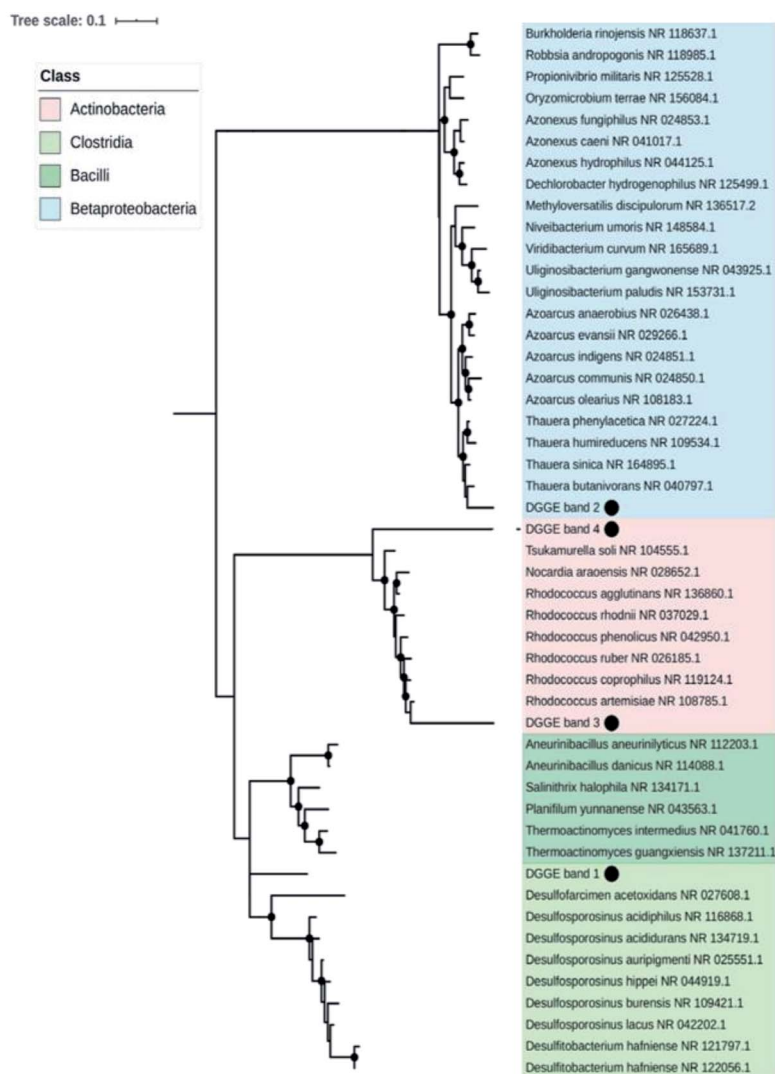 Tree scale: 0.1
Class
Actinobacteria
Clostridia
Bacilli
Betaproteobacteria
Burkholderia rinojensis NR 118637.1
Robbsia andropogonis NR 118985.1
Propionivibrio militaris NR 125528.1
Oryzomicrobium terrae NR 156084.1
Azonexus fungiphilus NR 024853.1
Azonexus caeni NR 041017.1
Azonexus hydrophilus NR 044125.1
Dechlorobacter hydrogenophilus NR 125499.1
Methyloversatilis discipulorum NR 136517.2
Niveibacterium umoris NR 148584.1
Viridibacterium curvum NR 165689.1
Uliginosibacterium gangwonense NR 043925.1
Uliginosibacterium paludis NR 153731.1
Azoarcus anaerobius NR 026438.1
Azoarcus evansii NR 029266.1
Azoarcus indigens NR 024851.1
Azoarcus communis NR 024850.1
Azoarcus olearius NR 108183.1
Thauera phenylacetica NR 027224.1
Thauera humireducens NR 109534.1
Thauera sinica NR 164895.1
Thauera butanivorans NR 040797.1
DGGE band 2
DGGE band 4
Tsukamurella soli NR 104555.1
Nocardia araoensis NR 028652.1
Rhodococcus agglutinans NR 136860.1
Rhodococcus rhodnii NR 037029.1
Rhodococcus phenolicus NR 042950.1
Rhodococcus ruber NR 026185.1
Rhodococcus coprophilus NR 119124.1
Rhodococcus artemisiae NR 108785.1
DGGE band 3
Aneurinibacillus aneurinilyticus NR 112203.1
Aneurinibacillus danicus NR 114088.1
Salinithrix halophila NR 134171.1
Planifilum yunnanense NR 043563.1
Thermoactinomyces intermedius NR 041760.1
Thermoactinomyces guangxiensis NR 137211.1
DGGE band 1
Desulfofarcimen acetoxidans NR 027608.1
Desulfosporosinus acidiphilus NR 116868.1
Desulfosporosinus acididurans NR 134719.1
Desulfosporosinus auripigmenti NR 025551.1
Desulfosporosinus hippei NR 044919.1
Desulfosporosinus burensis NR 109421.1
Desulfosporosinus lacus NR 042202.1
Desulfitobacterium hafniense NR 121797.1
Desulfitobacterium hafniense NR 122056.1